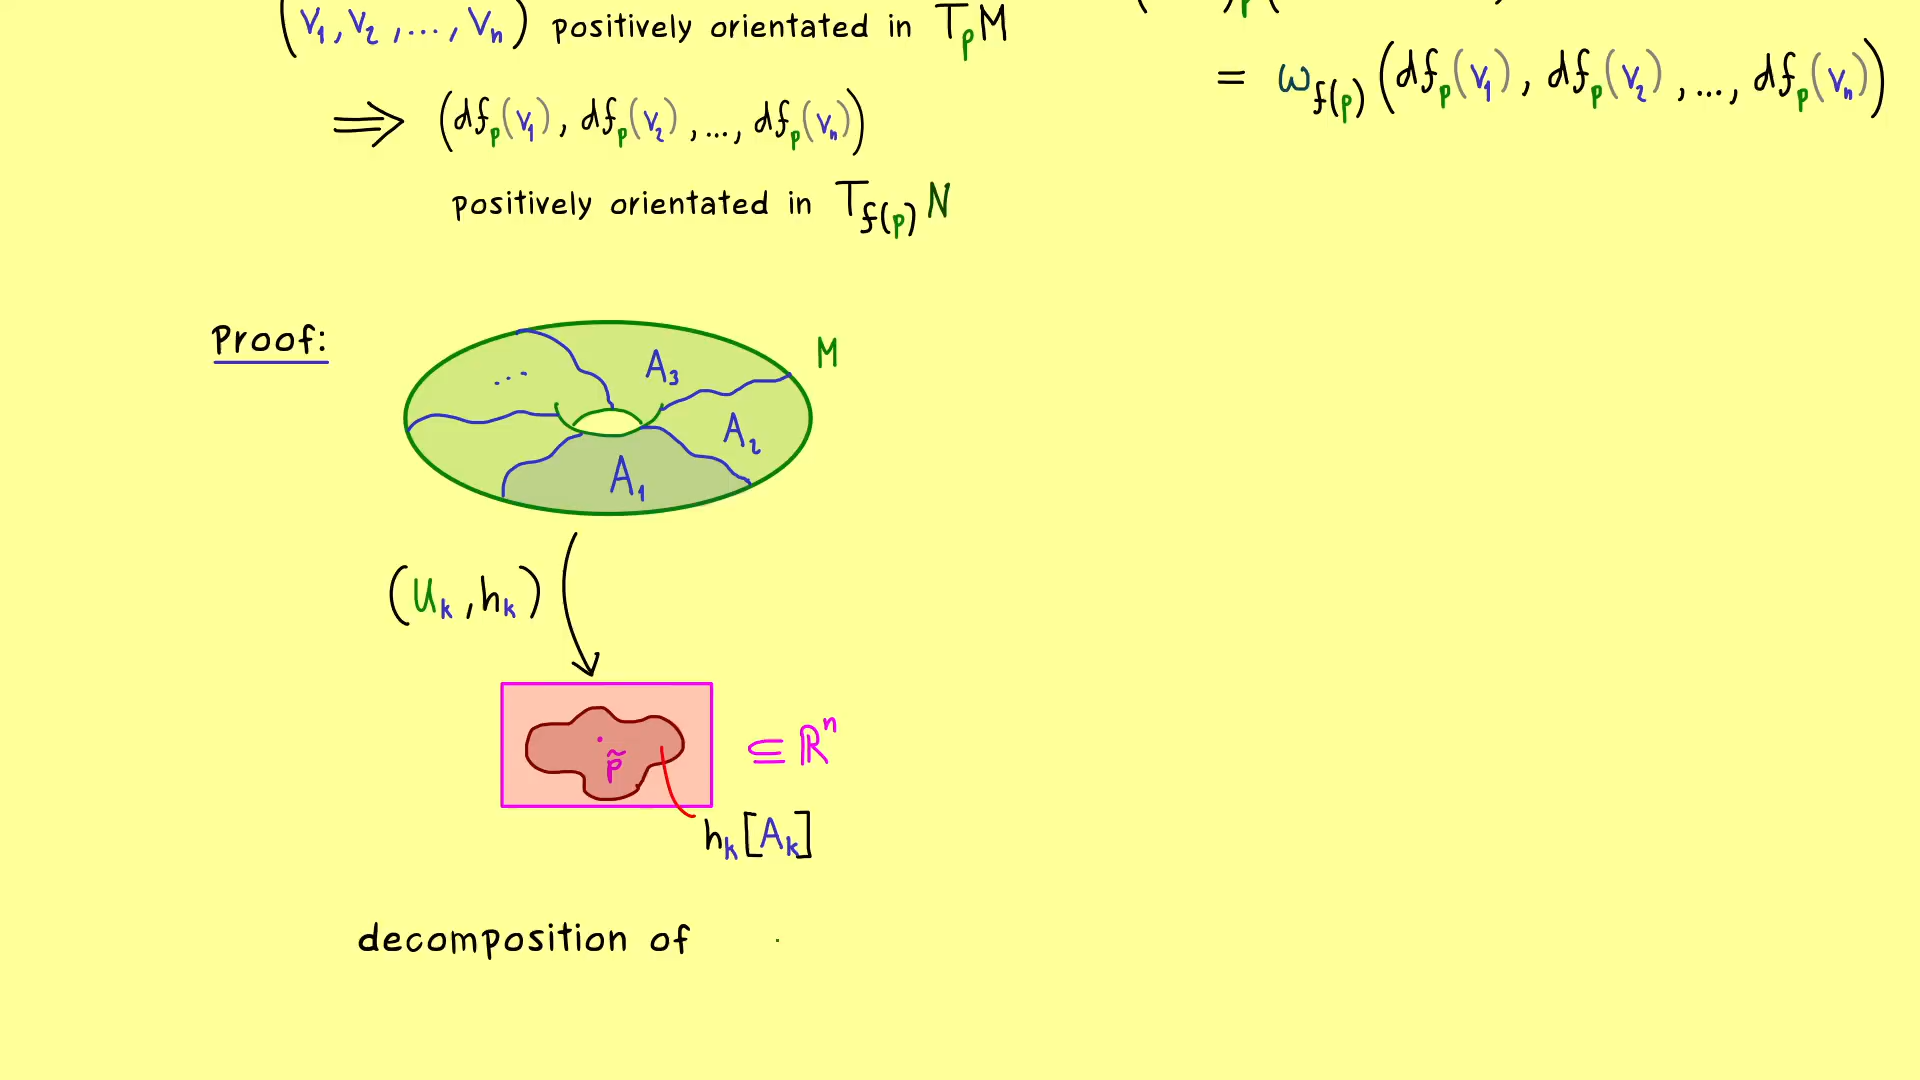 (v₁, v₂, ..., vₙ) positively orientated in TₚM
⟹ (dfₚ(v₁), dfₚ(v₂), ..., dfₚ(vₙ))
positively orientated in T_f(p) N
= ω_f(p) (dfₚ(v₁), dfₚ(v₂), ..., dfₚ(vₙ))
Proof:
M
A₃
...
A₂
A₁
(Uₖ, hₖ)
p̃
⊆ ℝⁿ
hₖ[Aₖ]
decomposition of